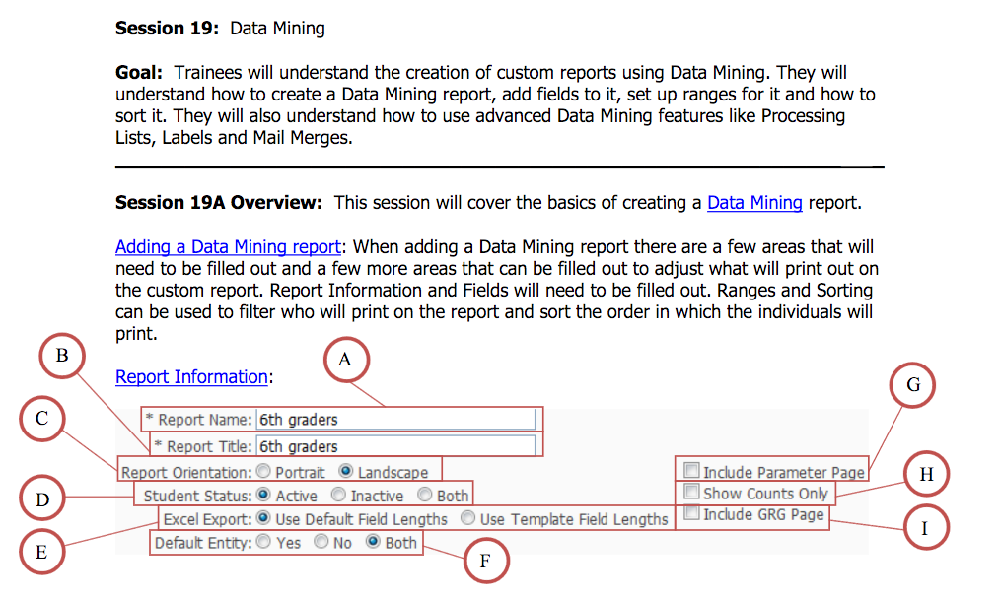 Session 19: Data Mining
Goal: Trainees will understand the creation of custom reports using Data Mining. They will
understand how to create a Data Mining report, add fields to it, set up ranges for it and how to
sort it. They will also understand how to use advanced Data Mining features like Processing
Lists, Labels and Mail Merges.
Session 19A Overview: This session will cover the basics of creating a Data Mining report.
Adding a Data Mining report: When adding a Data Mining report there are a few areas that will
need to be filled out and a few more areas that can be filled out to adjust what will print out on
the custom report. Report Information and Fields will need to be filled out. Ranges and Sorting
can be used to filter who will print on the report and sort the order in which the individuals will
print.
B
A
Report Information:
G
C
* Report Name: 6th graders
* Report Title: 6th graders
Report Orientation: Portrait Landscape Include Parameter Page
H
D
Student Status: Active Inactive Both Show Counts Only
Excel Export: Use Default Field Lengths Use Template Field Lengths Include GRG Page
I
Default Entity: Yes No Both
E
F